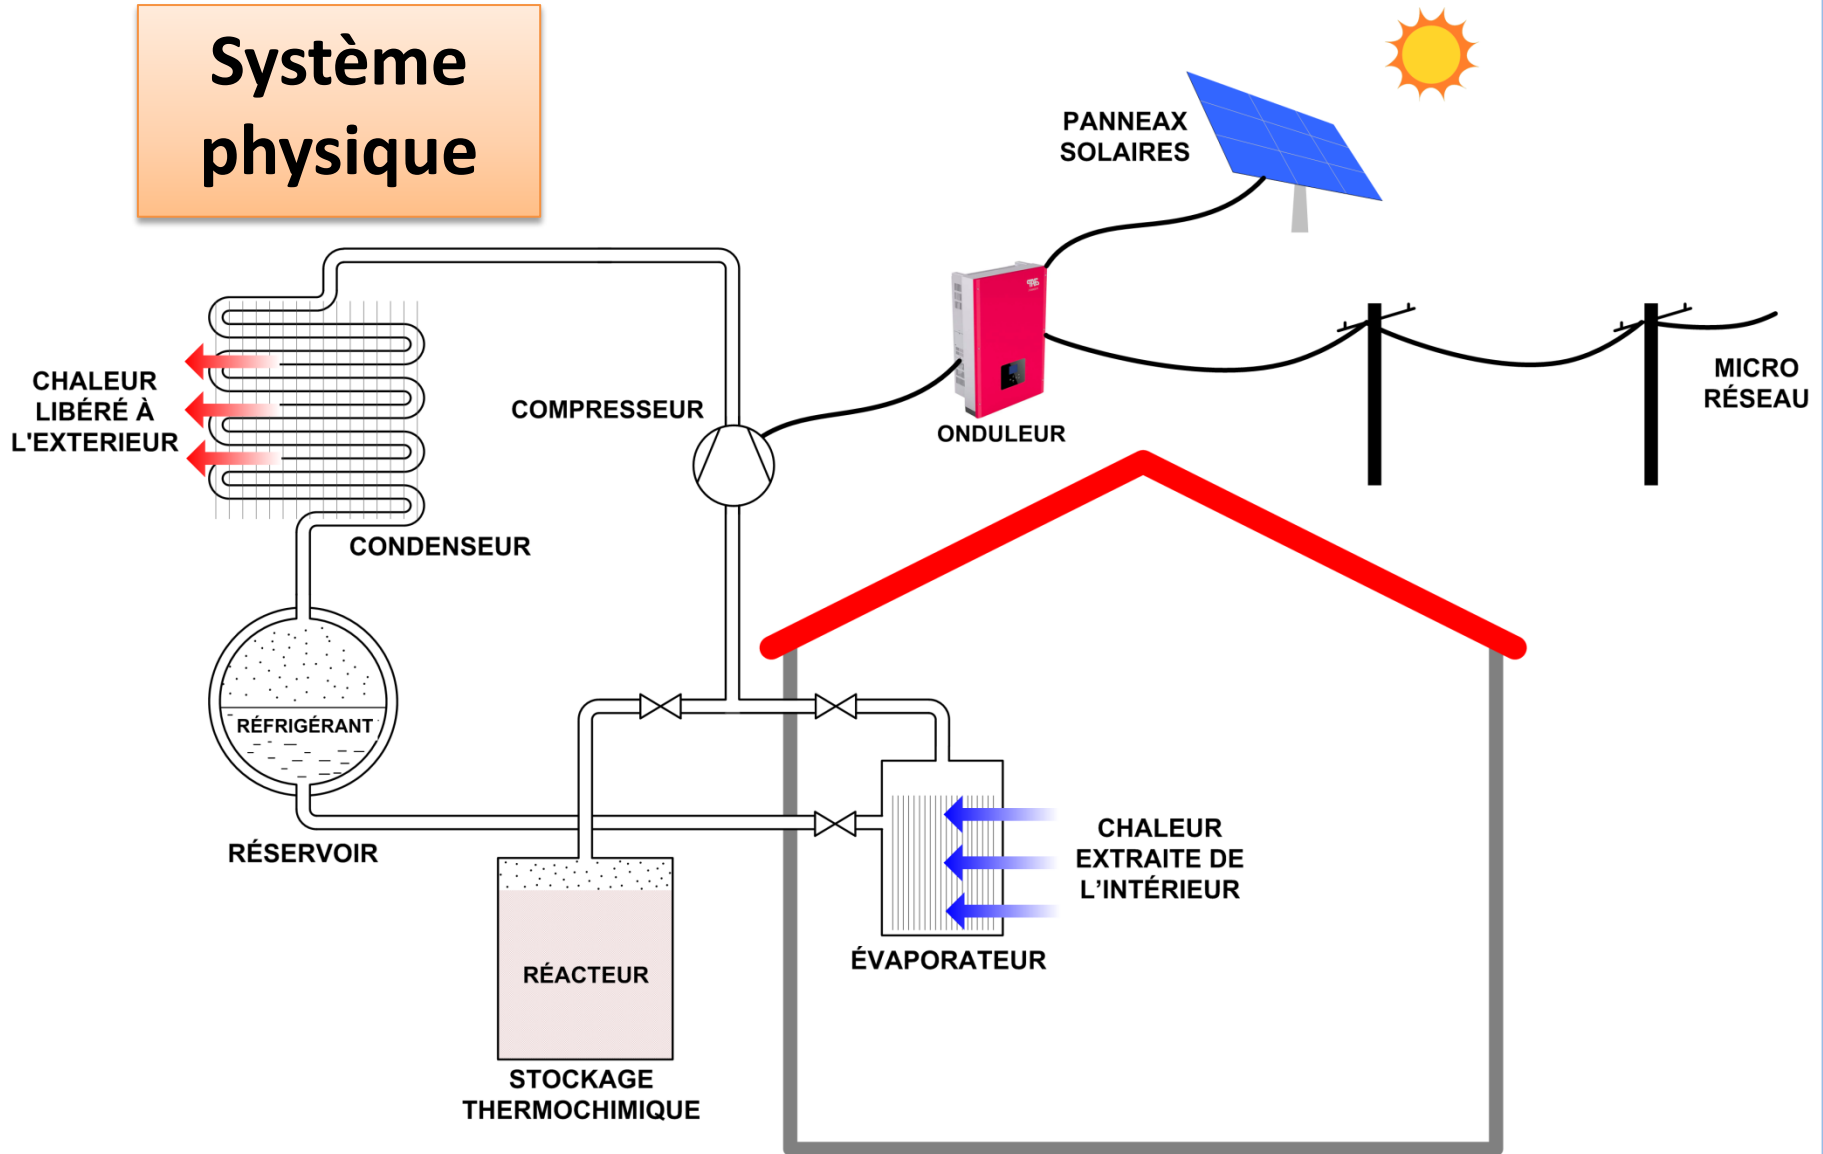 Système
physique
PANNEAX
SOLAIRES
CHALEUR
LIBÉRÉ À
L'EXTERIEUR
COMPRESSEUR
ONDULEUR
MICRO
RÉSEAU
CONDENSEUR
RÉFRIGÉRANT
RÉSERVOIR
CHALEUR
EXTRAITE DE
L’INTÉRIEUR
ÉVAPORATEUR
RÉACTEUR
STOCKAGE
THERMOCHIMIQUE